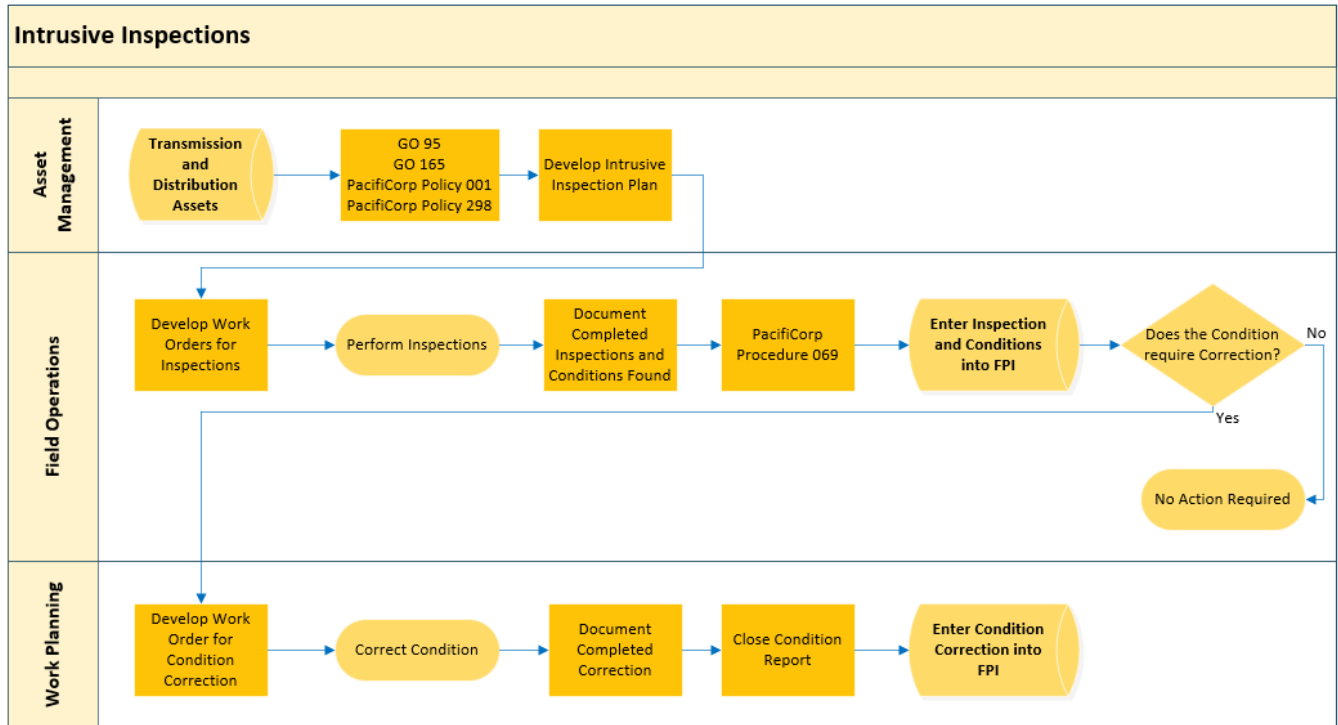 Intrusive Inspections
Asset
Management
Transmission
and
Distribution
Assets
GO 95
GO 165
PacifiCorp Policy 001
PacifiCorp Policy 298
Develop Intrusive
Inspection Plan
Field Operations
Develop Work
Orders for
Inspections
Perform Inspections
Document
Completed
Inspections and
Conditions Found
PacifiCorp
Procedure 069
Enter Inspection
and Conditions
into FPI
Does the Condition
require Correction?
No
Yes
No Action Required
Work Planning
Develop Work
Order for
Condition
Correction
Correct Condition
Document
Completed
Correction
Close Condition
Report
Enter Condition
Correction into
FPI